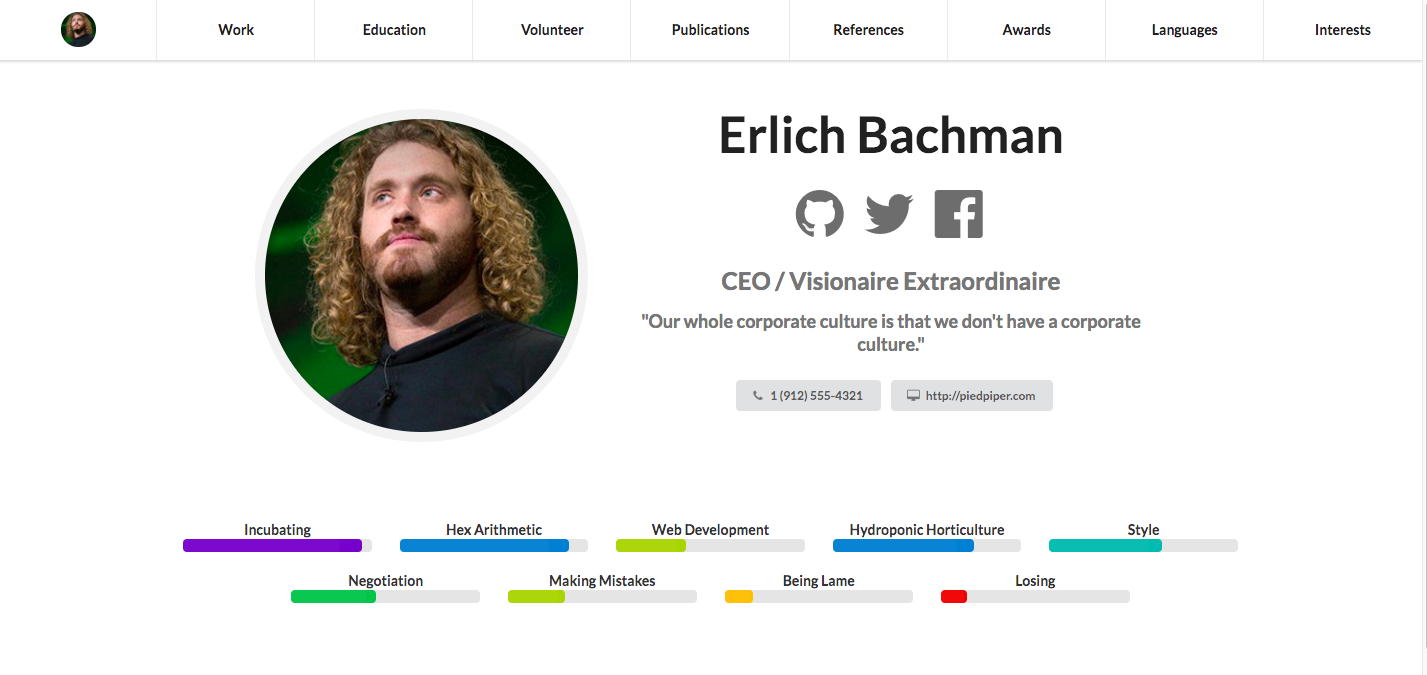 Work Education Volunteer Publications References Awards Languages Interests
Erlich Bachman
CEO / Visionaire Extraordinaire
"Our whole corporate culture is that we don't have a corporate
culture."
1 (912) 555-4321 http://piedpiper.com
Incubating Hex Arithmetic Web Development Hydroponic Horticulture Style
Negotiation Making Mistakes Being Lame Losing